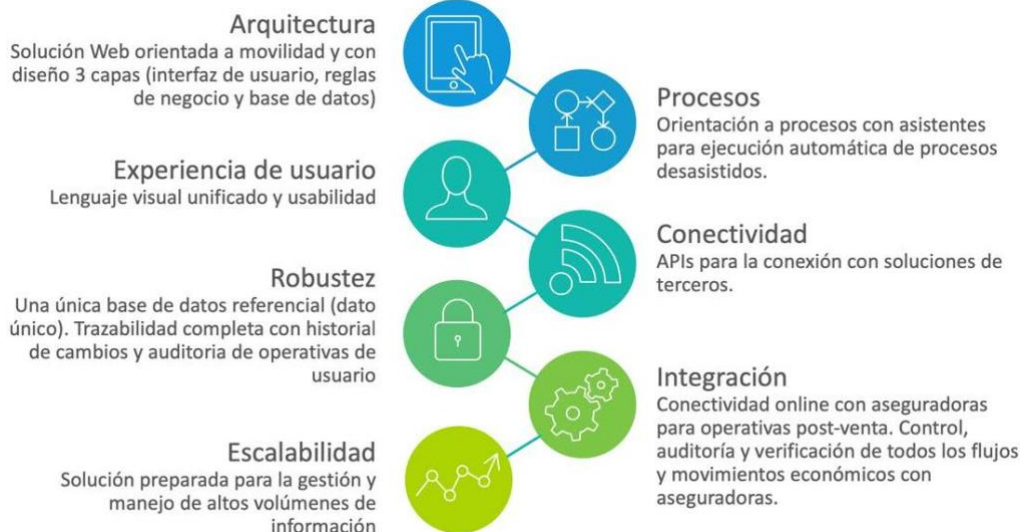 Arquitectura
Solución Web orientada a movilidad y con
diseño 3 capas (interfaz de usuario, reglas
de negocio y base de datos)
Procesos
Orientación a procesos con asistentes
para ejecución automática de procesos
desasistidos.
Experiencia de usuario
Lenguaje visual unificado y usabilidad
Conectividad
APIs para la conexión con soluciones de
terceros.
Robustez
Una única base de datos referencial (dato
único). Trazabilidad completa con historial
de cambios y auditoria de operativas de
usuario
Integración
Conectividad online con aseguradoras
para operativas post-venta. Control,
auditoría y verificación de todos los flujos
y movimientos económicos con
aseguradoras.
Escalabilidad
Solución preparada para la gestión y
manejo de altos volúmenes de
información